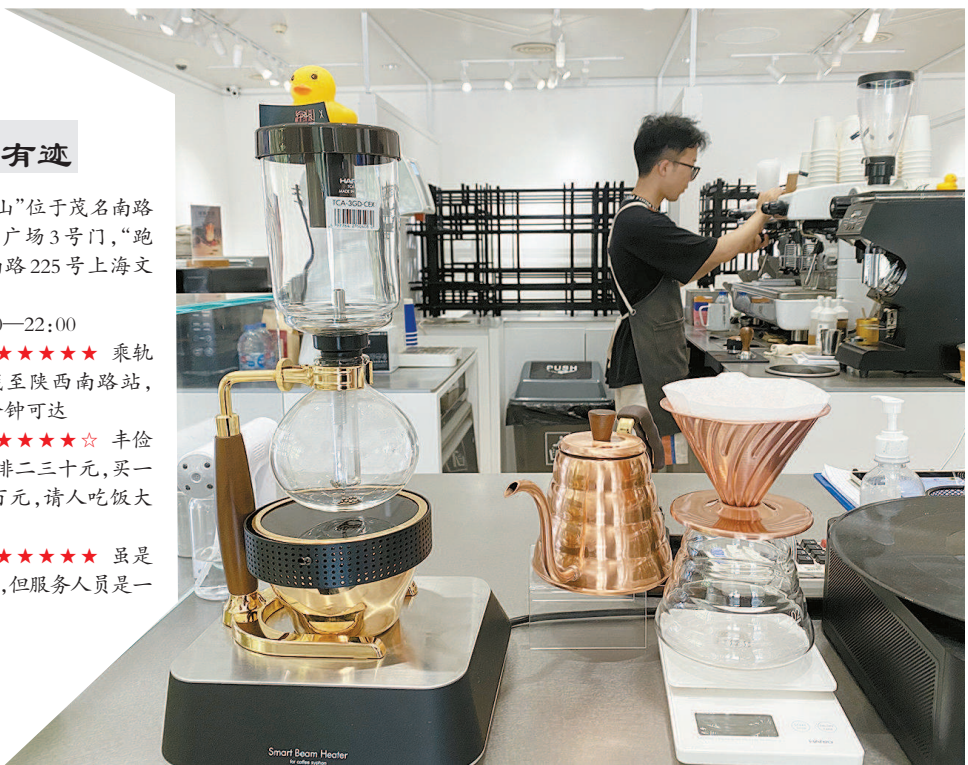 有迹
山”位于茂名南路
广场3号门,“跑
路225号上海文
—22:00
★★★★★ 乘轨
至陕西南路站,
钟可达
★★★★☆ 丰俭
啡二三十元,买一
万元,请人吃饭大
★★★★★ 虽是
,但服务人员是一
TCA-3GD-CEX
PUSH
Smart Beam Heater
for coffee syphon